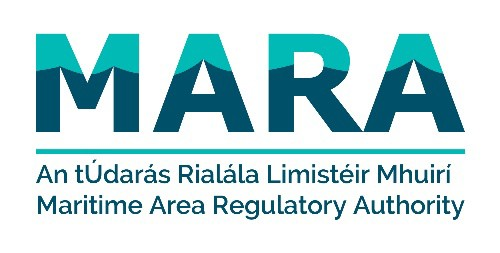 MARA
An tÚdarás Rialála Limistéir Mhuirí
Maritime Area Regulatory Authority